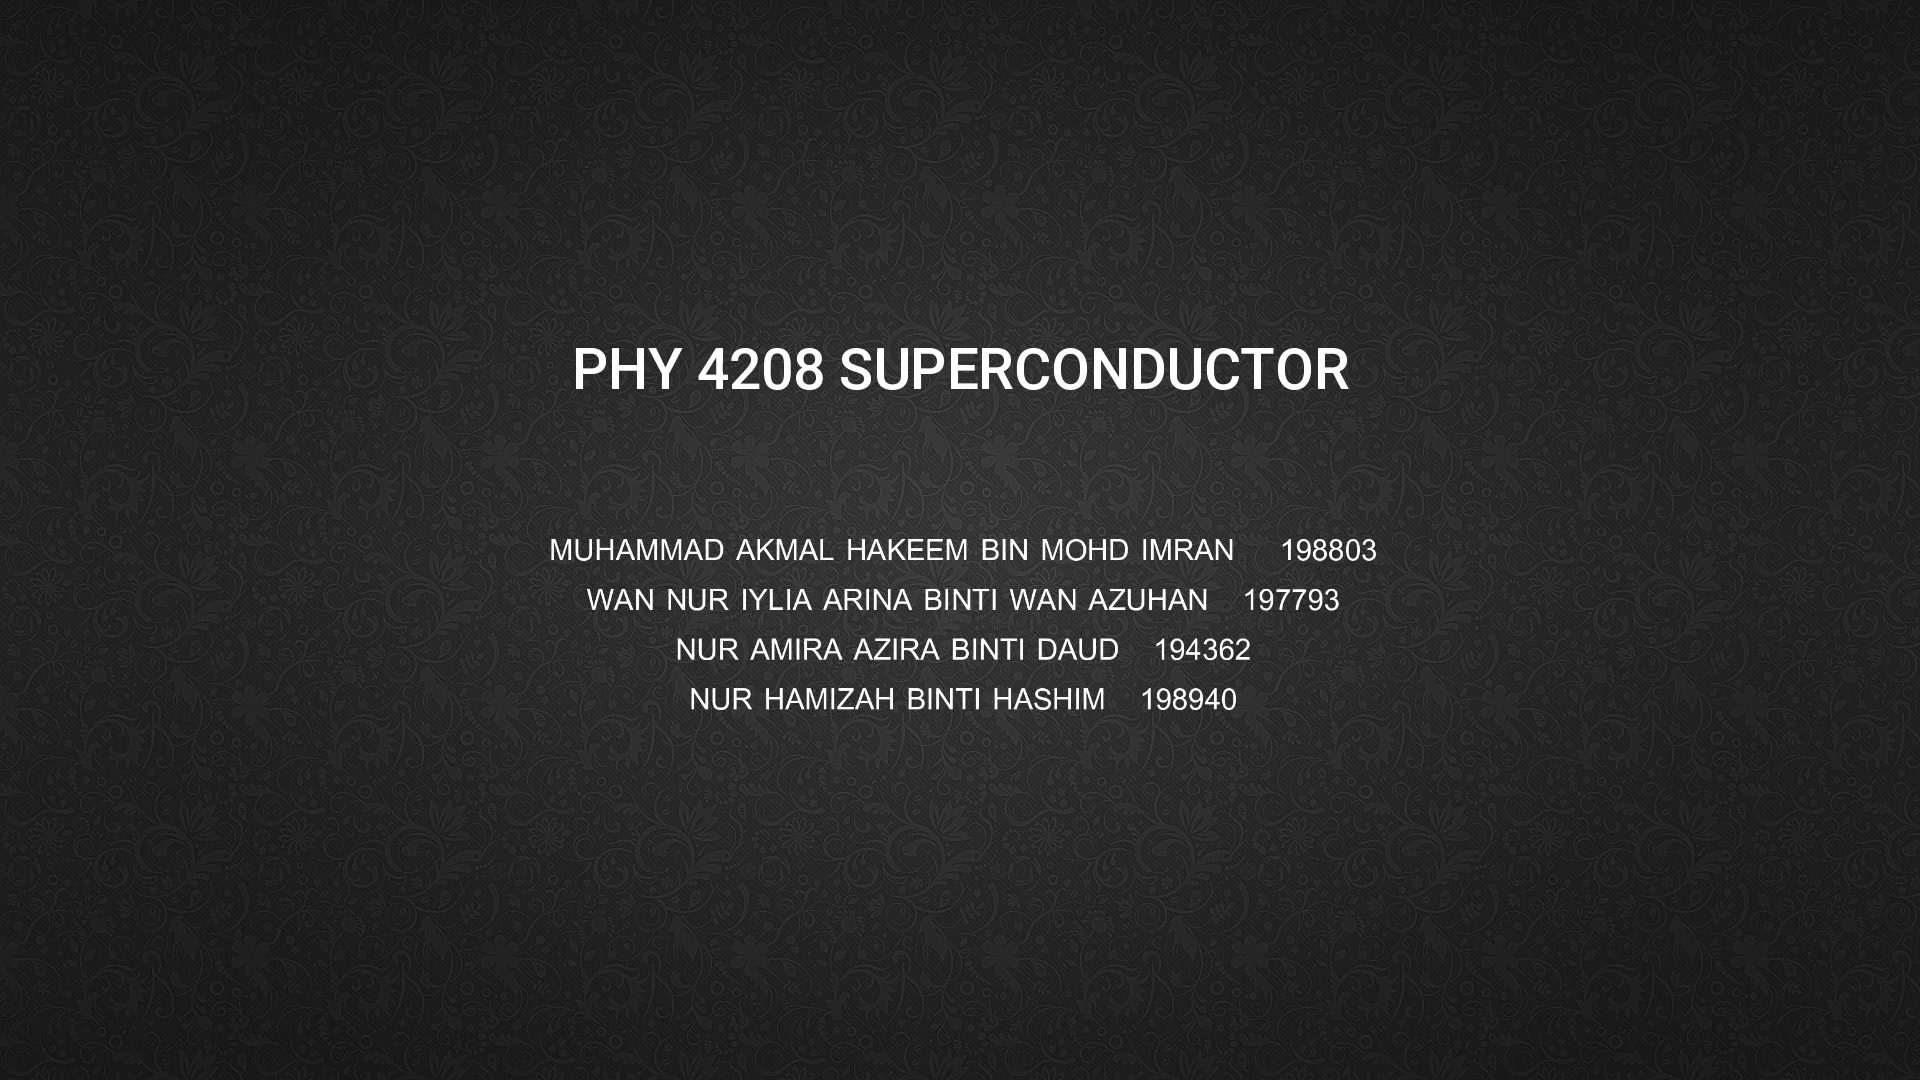 PHY 4208 SUPERCONDUCTOR
MUHAMMAD AKMAL HAKEEM BIN MOHD IMRAN 198803
WAN NUR IYLIA ARINA BINTI WAN AZUHAN 197793
NUR AMIRA AZIRA BINTI DAUD 194362
NUR HAMIZAH BINTI HASHIM 198940